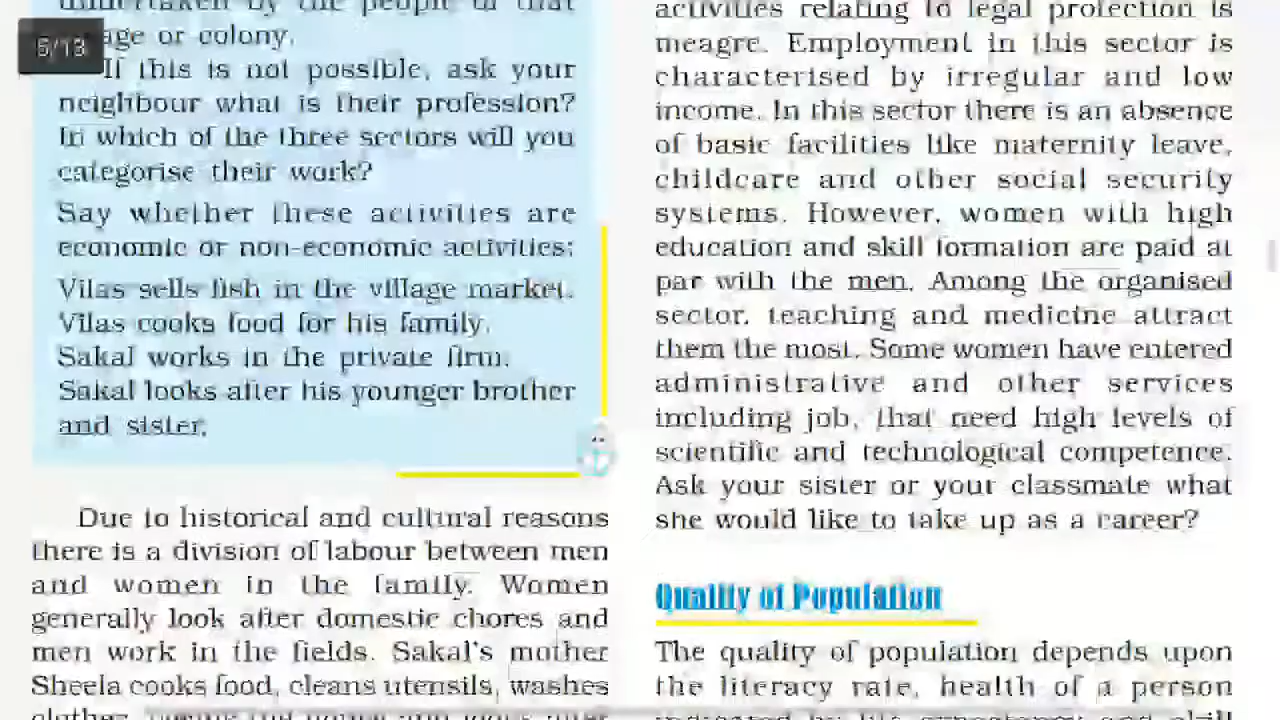 undertaken by the people of that
5/13
age or colony.
If this is not possible, ask your
neighbour what is their profession?
In which of the three sectors will you
categorise their work?
Say whether these activities are
economic or non-economic activities:
Vilas sells fish in the village market.
Vilas cooks food for his family.
Sakal works in the private firm.
Sakal looks after his younger brother
and sister.
Due to historical and cultural reasons
there is a division of labour between men
and women in the family. Women
generally look after domestic chores and
men work in the fields. Sakal's mother
Sheela cooks food, cleans utensils, washes
activities relating to legal protection is
meagre. Employment in this sector is
characterised by irregular and low
income. In this sector there is an absence
of basic facilities like maternity leave,
childcare and other social security
systems. However, women with high
education and skill formation are paid at
par with the men. Among the organised
sector, teaching and medicine attract
them the most. Some women have entered
administrative and other services
including job, that need high levels of
scientific and technological competence.
Ask your sister or your classmate what
she would like to take up as a career?
Quality of Population
The quality of population depends upon
the literacy rate, health of a person